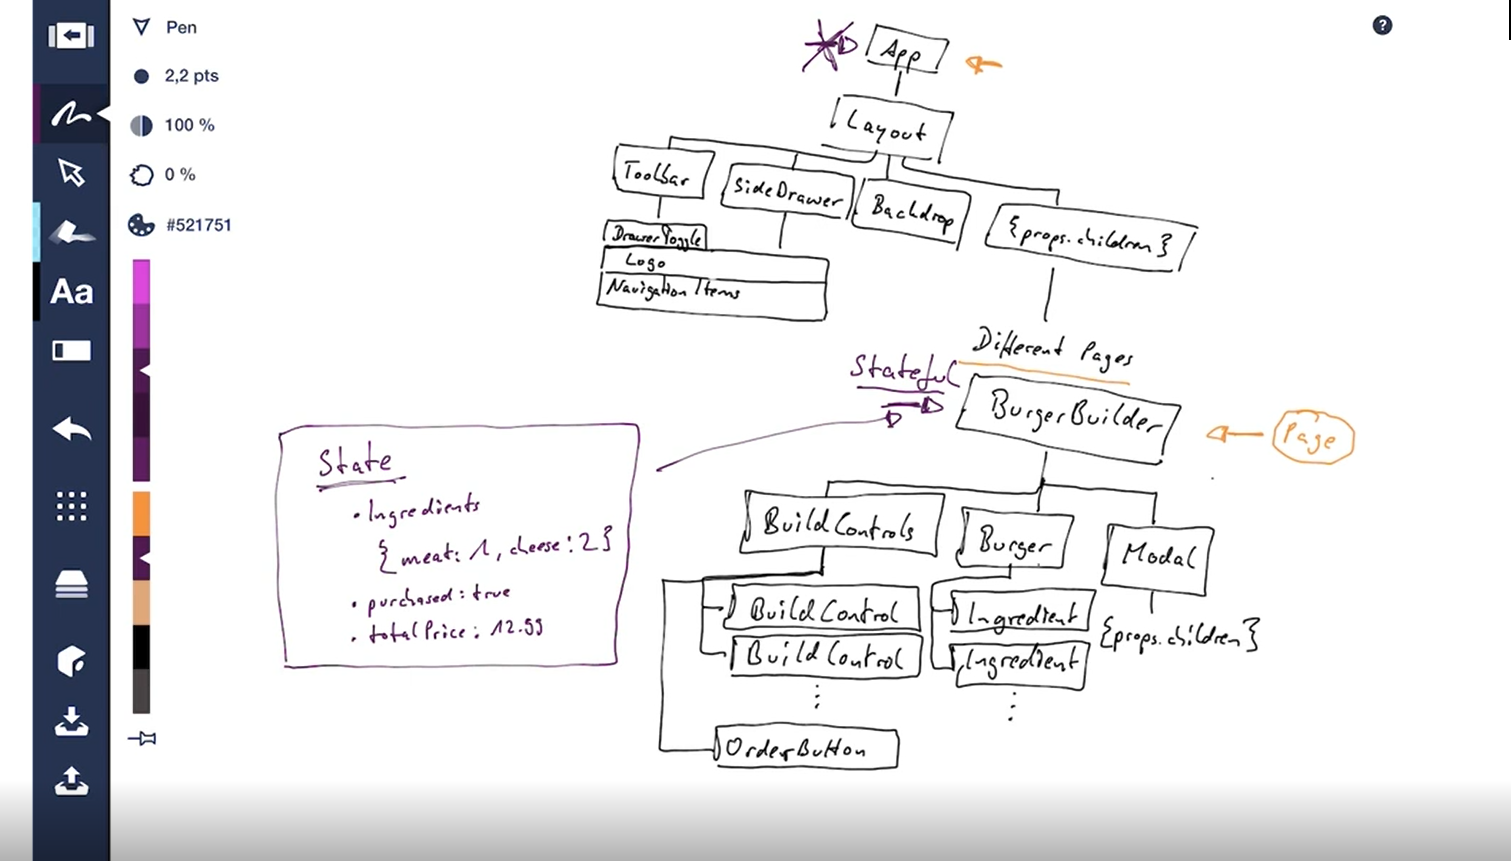 Pen
2,2 pts
100 %
0 %
#521751
Aa
?
App
Layout
Toolbar
SideDrawer
Backdrop
{props.children}
DrawerToggle
Logo
Navigation Items
Different Pages
Stateful
BurgerBuilder
Page
State
• Ingredients
{ meat: 1, cheese: 2 }
• purchased: true
• totalPrice: 12.99
BuildControls
Burger
Modal
BuildControl
Ingredient
{props.children}
BuildControl
Ingredient
OrderButton